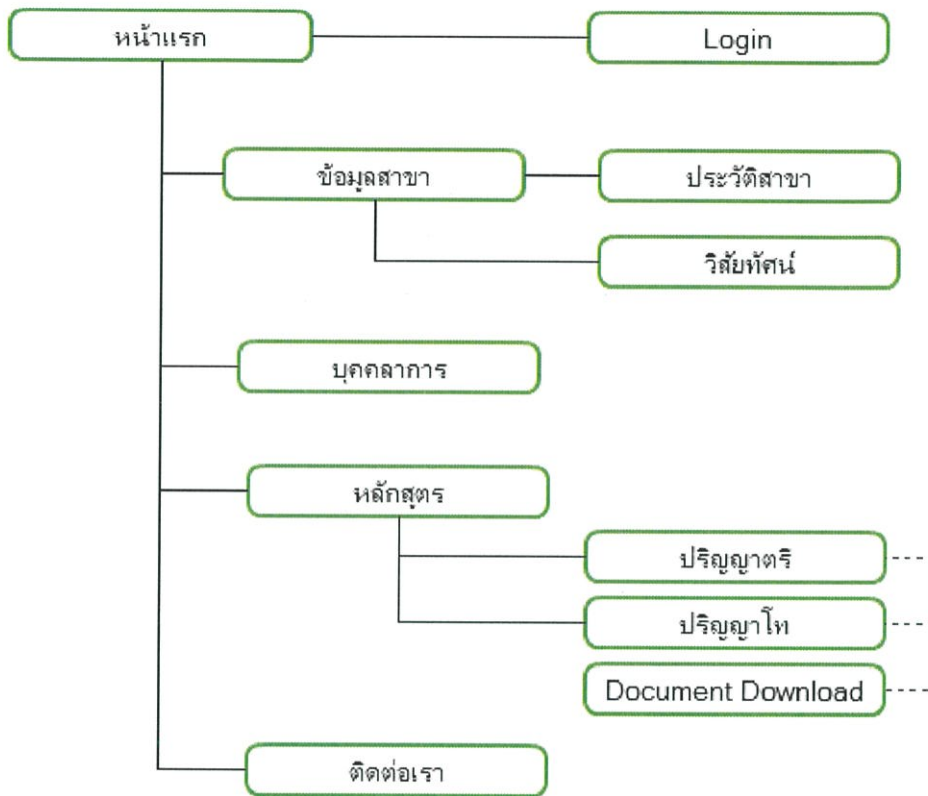 หน้าแรก
Login
ข้อมูลสาขา
ประวัติสาขา
วิสัยทัศน์
บุคคลาการ
หลักสูตร
ปริญญาตรี
ปริญญาโท
Document Download
ติดต่อเรา